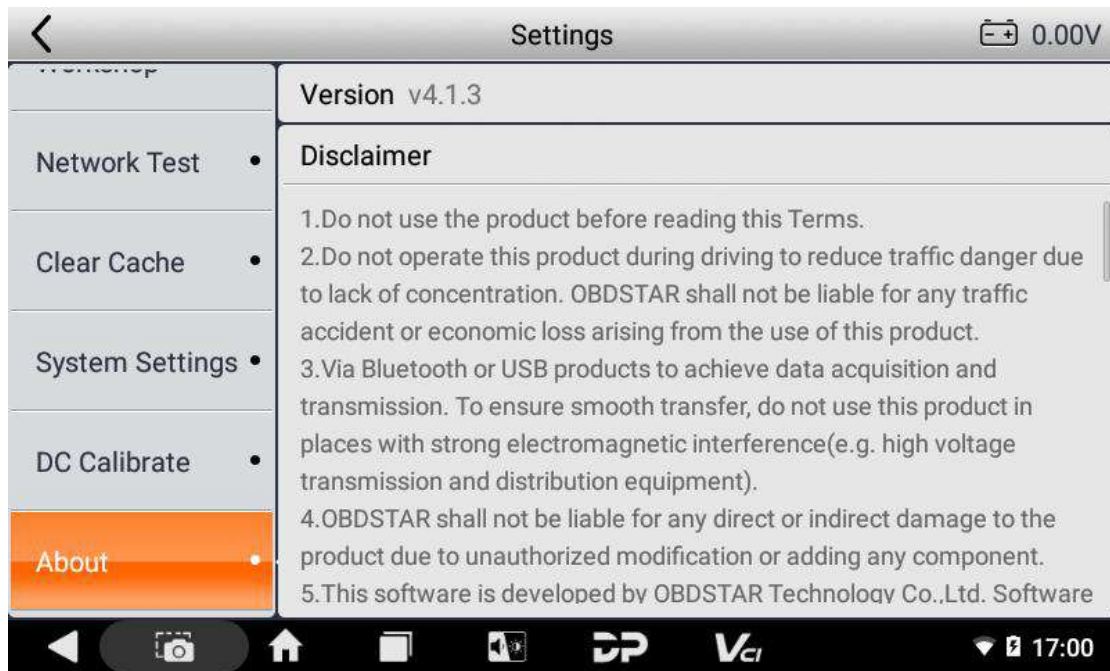 Settings
0.00V
Workshop
Network Test
Clear Cache
System Settings
DC Calibrate
About
Version v4.1.3
Disclaimer
1.Do not use the product before reading this Terms.
2.Do not operate this product during driving to reduce traffic danger due
to lack of concentration. OBDSTAR shall not be liable for any traffic
accident or economic loss arising from the use of this product.
3.Via Bluetooth or USB products to achieve data acquisition and
transmission. To ensure smooth transfer, do not use this product in
places with strong electromagnetic interference(e.g. high voltage
transmission and distribution equipment).
4.OBDSTAR shall not be liable for any direct or indirect damage to the
product due to unauthorized modification or adding any component.
5.This software is developed by OBDSTAR Technology Co.,Ltd. Software
DP
VCI
17:00